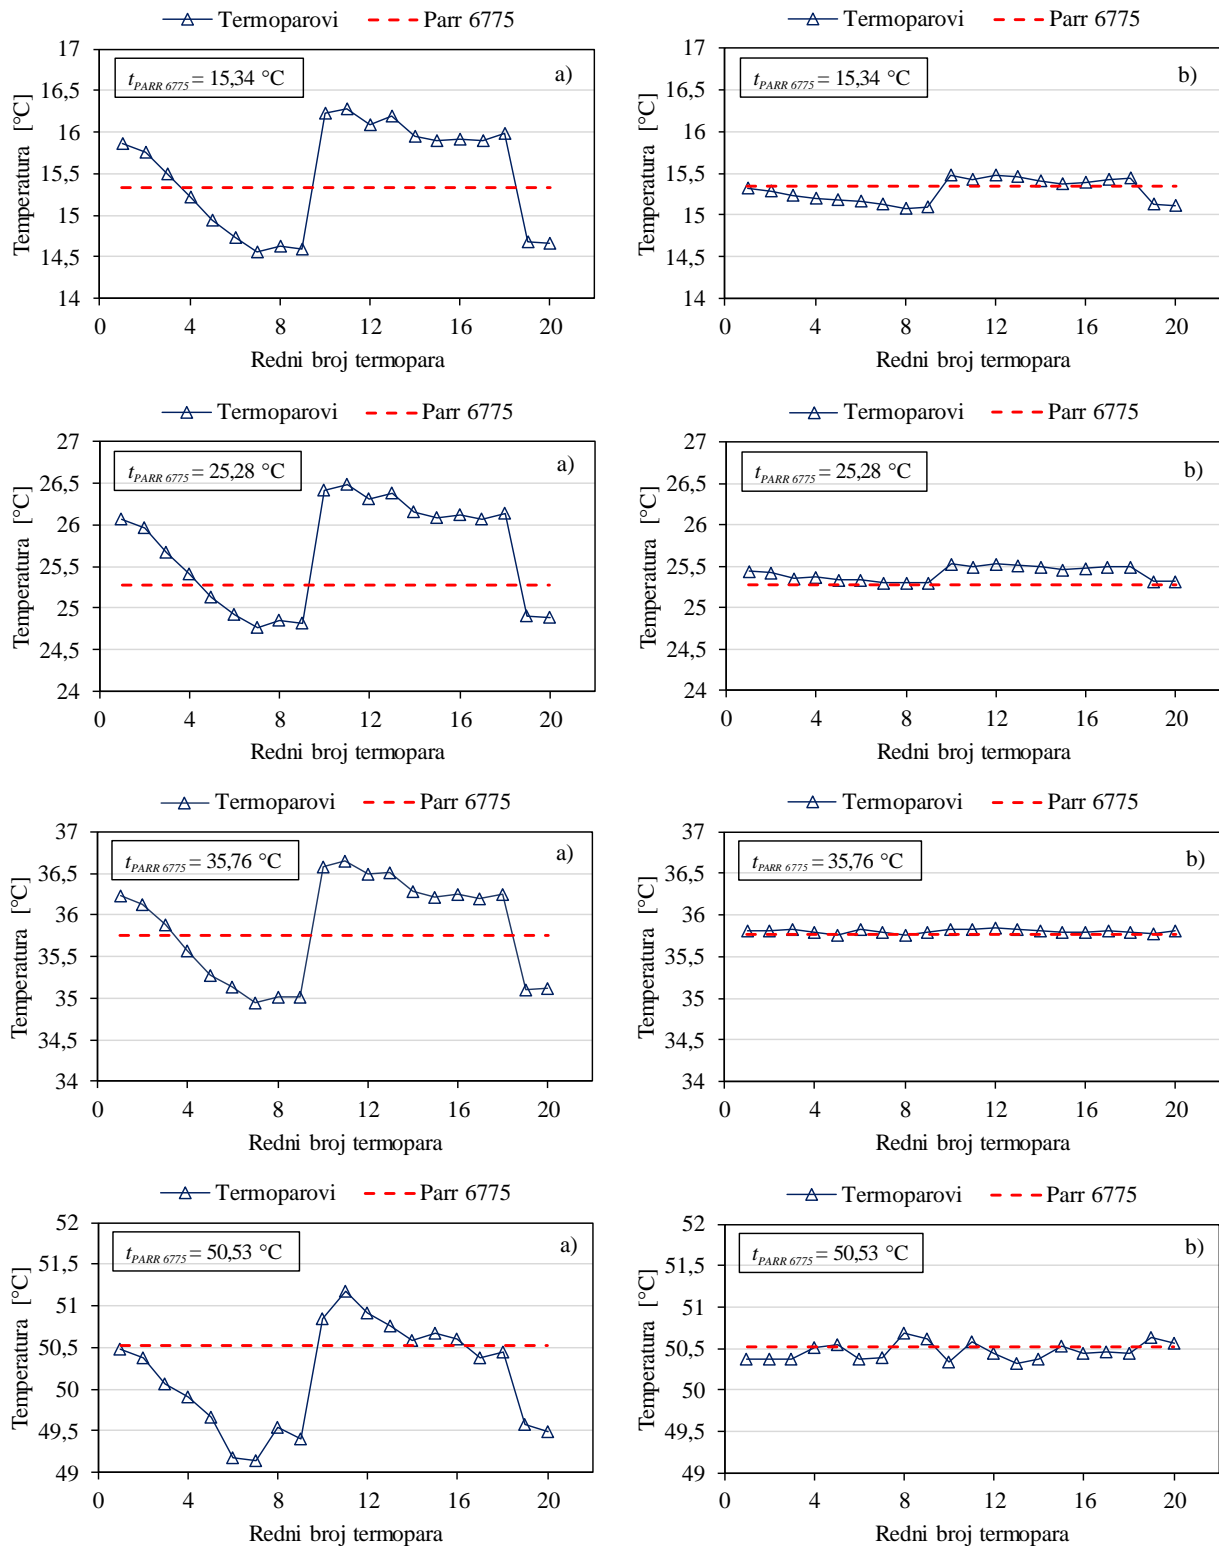 Termoparovi Parr 6775
Temperatura [°C]
17
16,5
16
15,5
15
14,5
14
t PARR 6775 = 15,34 °C
a)
0 4 8 12 16 20
Redni broj termopara
Termoparovi Parr 6775
Temperatura [°C]
17
16,5
16
15,5
15
14,5
14
t PARR 6775 = 15,34 °C
b)
0 4 8 12 16 20
Redni broj termopara
Termoparovi Parr 6775
Temperatura [°C]
27
26,5
26
25,5
25
24,5
24
t PARR 6775 = 25,28 °C
a)
0 4 8 12 16 20
Redni broj termopara
Termoparovi Parr 6775
Temperatura [°C]
27
26,5
26
25,5
25
24,5
24
t PARR 6775 = 25,28 °C
b)
0 4 8 12 16 20
Redni broj termopara
Termoparovi Parr 6775
Temperatura [°C]
37
36,5
36
35,5
35
34,5
34
t PARR 6775 = 35,76 °C
a)
0 4 8 12 16 20
Redni broj termopara
Termoparovi Parr 6775
Temperatura [°C]
37
36,5
36
35,5
35
34,5
34
t PARR 6775 = 35,76 °C
b)
0 4 8 12 16 20
Redni broj termopara
Termoparovi Parr 6775
Temperatura [°C]
52
51,5
51
50,5
50
49,5
49
t PARR 6775 = 50,53 °C
a)
0 4 8 12 16 20
Redni broj termopara
Termoparovi Parr 6775
Temperatura [°C]
52
51,5
51
50,5
50
49,5
49
t PARR 6775 = 50,53 °C
b)
0 4 8 12 16 20
Redni broj termopara